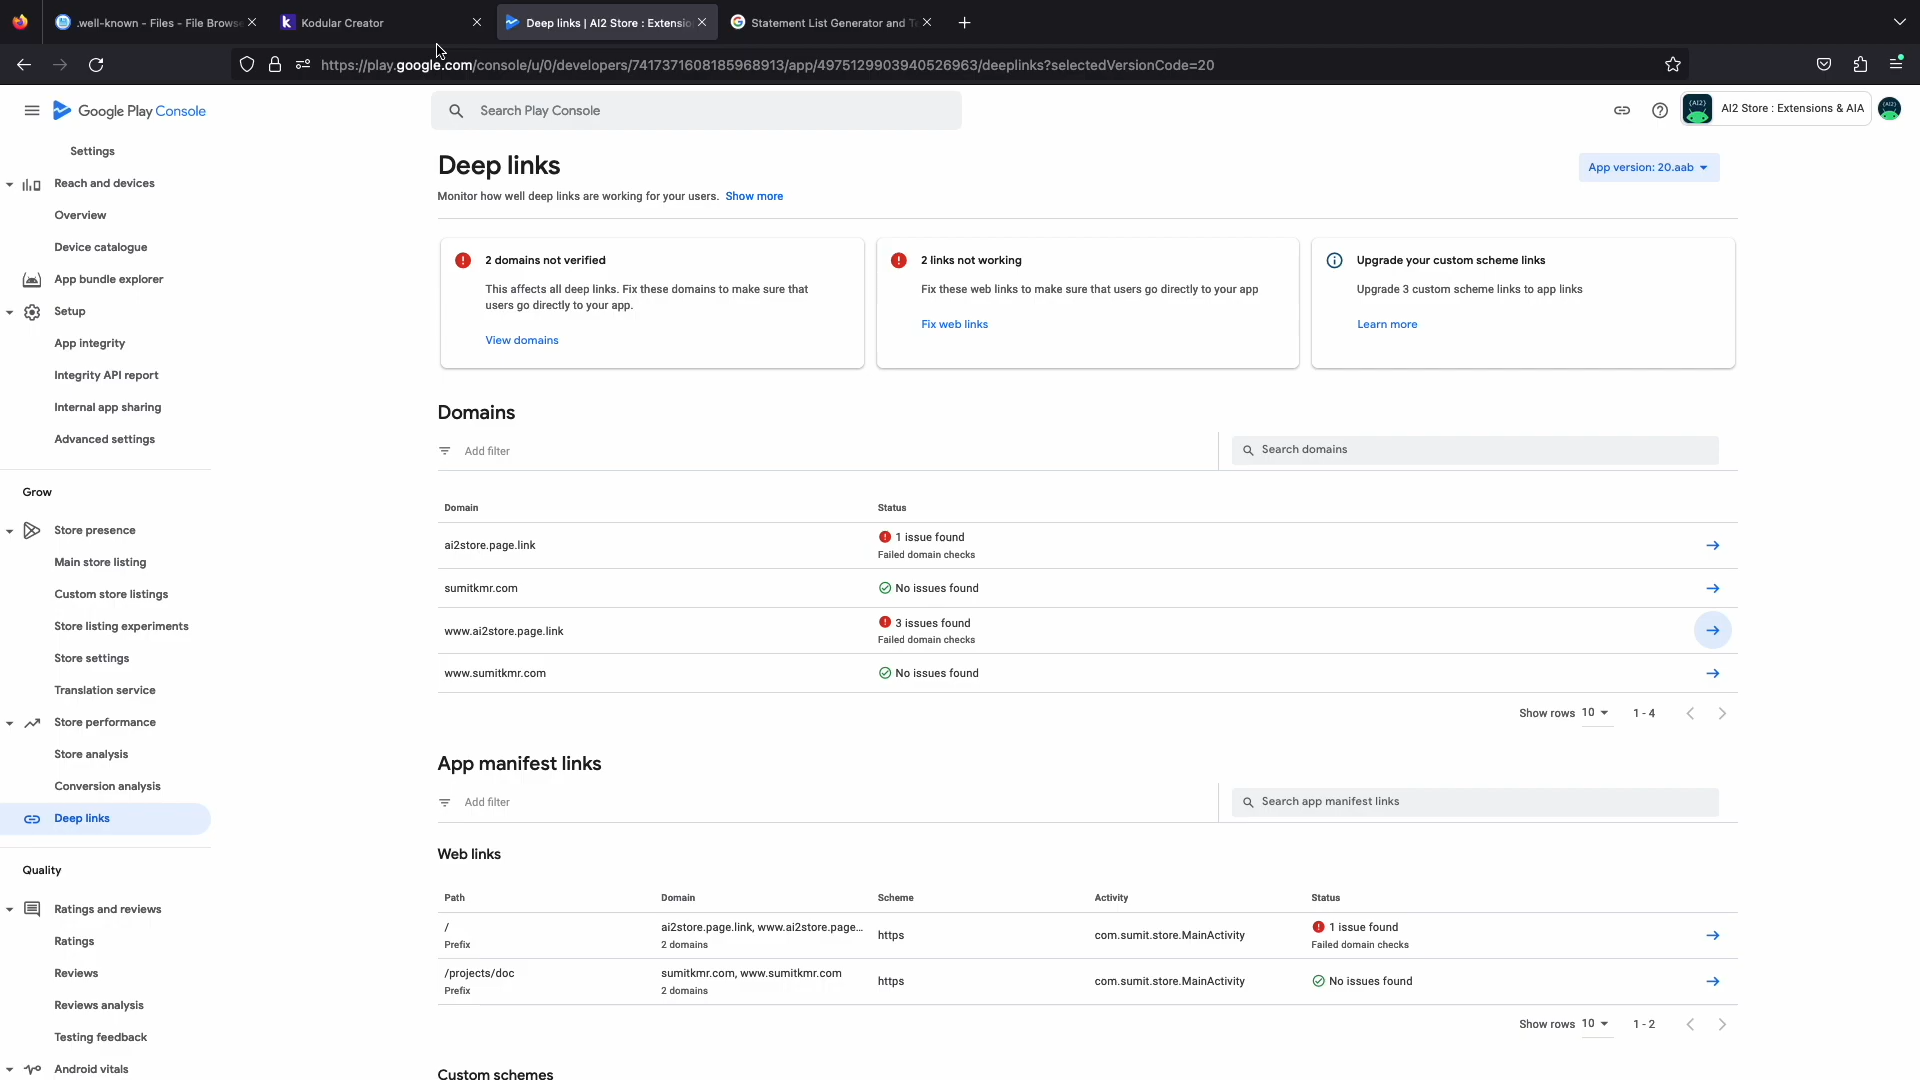 .well-known - Files - File Browse
Kodular Creator
Deep links | AI2 Store : Extensio
Statement List Generator and Te
https://play.google.com/console/u/0/developers/7417371608185968913/app/4975129903940526963/deeplinks?selectedVersionCode=20
Google Play Console
Search Play Console
AI2 Store : Extensions & AIA
Settings
Reach and devices
Overview
Device catalogue
App bundle explorer
Setup
App integrity
Integrity API report
Internal app sharing
Advanced settings
Grow
Store presence
Main store listing
Custom store listings
Store listing experiments
Store settings
Translation service
Store performance
Store analysis
Conversion analysis
Deep links
Quality
Ratings and reviews
Ratings
Reviews
Reviews analysis
Testing feedback
Android vitals
Deep links
App version: 20.aab
Monitor how well deep links are working for your users. Show more
2 domains not verified
This affects all deep links. Fix these domains to make sure that
users go directly to your app.
View domains
2 links not working
Fix these web links to make sure that users go directly to your app
Fix web links
Upgrade your custom scheme links
Upgrade 3 custom scheme links to app links
Learn more
Domains
Add filter
Search domains
Domain Status
ai2store.page.link
1 issue found
Failed domain checks
sumitkmr.com No issues found
www.ai2store.page.link
3 issues found
Failed domain checks
www.sumitkmr.com No issues found
Show rows 10 1 - 4
App manifest links
Add filter
Search app manifest links
Web links
Path Domain Scheme Activity Status
/
Prefix
ai2store.page.link, www.ai2store.page...
2 domains
https
com.sumit.store.MainActivity
1 issue found
Failed domain checks
/projects/doc
Prefix
sumitkmr.com, www.sumitkmr.com
2 domains
https
com.sumit.store.MainActivity
No issues found
Show rows 10 1 - 2
Custom schemes